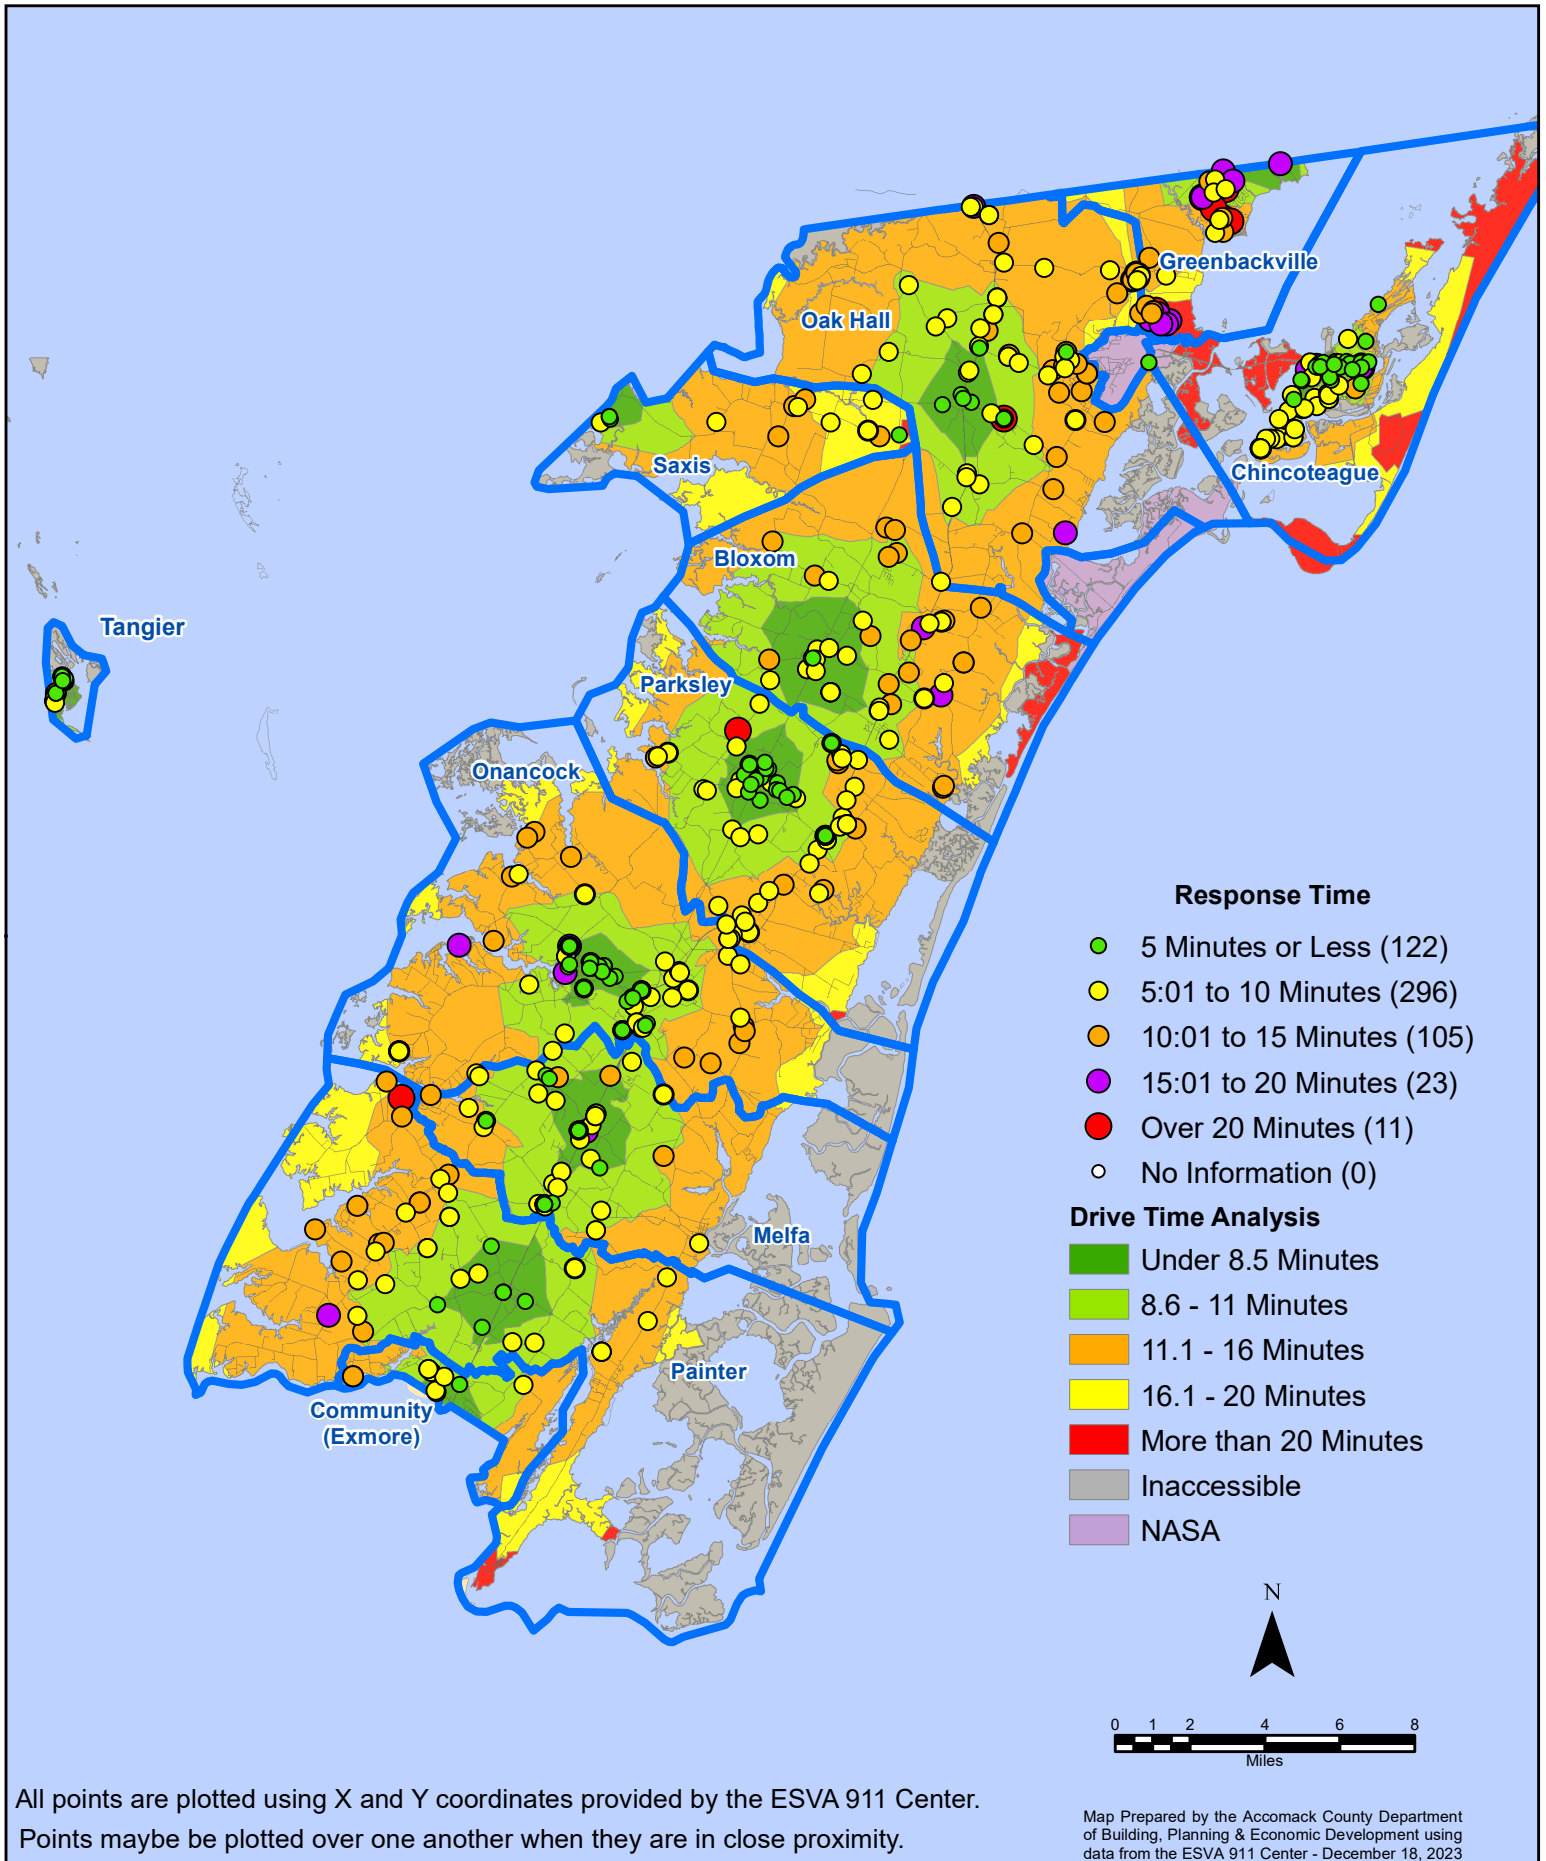 Greenbackville
Oak Hall
Chincoteague
Saxis
Bloxom
Tangier
Parksley
Onancock
Response Time
5 Minutes or Less (122)
5:01 to 10 Minutes (296)
10:01 to 15 Minutes (105)
15:01 to 20 Minutes (23)
Over 20 Minutes (11)
No Information (0)
Drive Time Analysis
Under 8.5 Minutes
8.6 - 11 Minutes
11.1 - 16 Minutes
16.1 - 20 Minutes
More than 20 Minutes
Inaccessible
NASA
Melfa
Painter
Community
(Exmore)
N
0 1 2 4 6 8
Miles
All points are plotted using X and Y coordinates provided by the ESVA 911 Center.
Points maybe be plotted over one another when they are in close proximity.
Map Prepared by the Accomack County Department
of Building, Planning & Economic Development using
data from the ESVA 911 Center - December 18, 2023